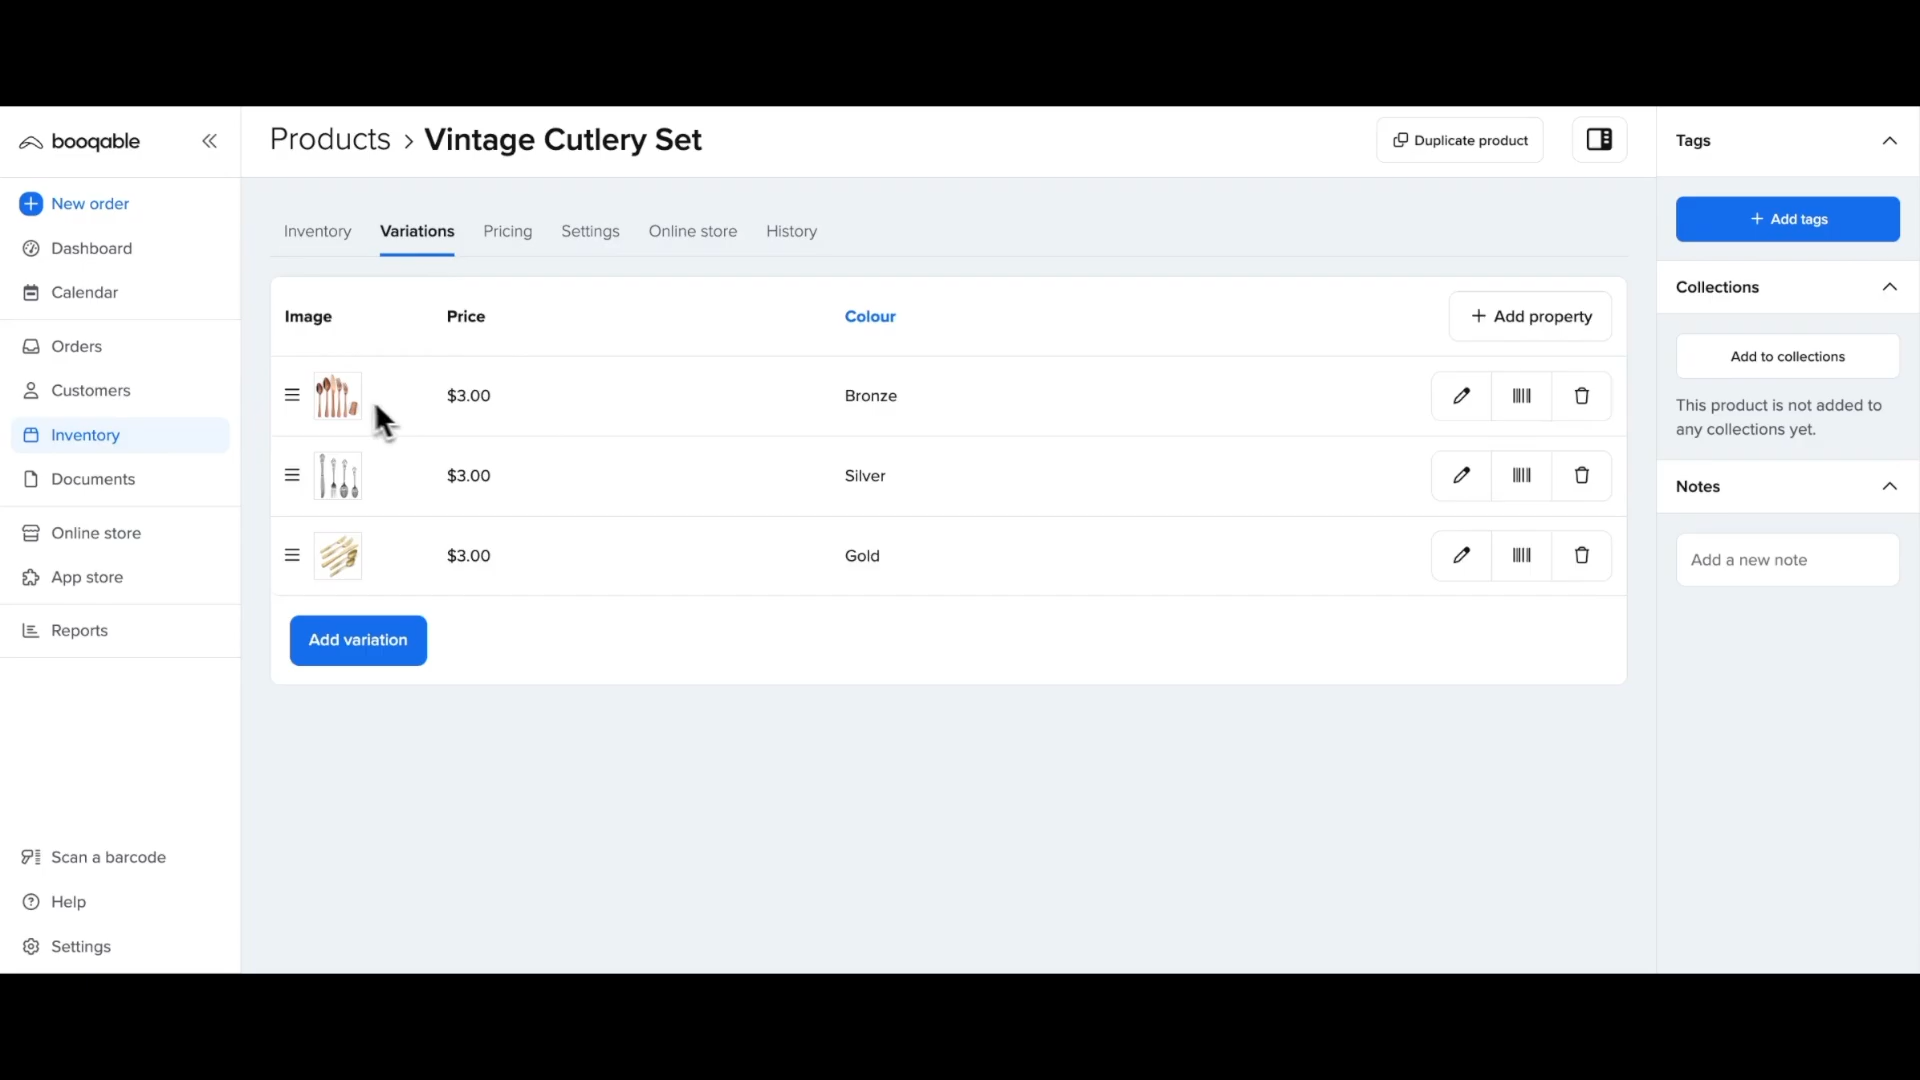 booqable
New order
Dashboard
Calendar
Orders
Customers
Inventory
Documents
Online store
App store
Reports
Scan a barcode
Help
Settings
Products > Vintage Cutlery Set
Duplicate product
Inventory Variations Pricing Settings Online store History
Image Price Colour + Add property
$3.00 Bronze
$3.00 Silver
$3.00 Gold
Add variation
Tags
+ Add tags
Collections
Add to collections
This product is not added to
any collections yet.
Notes
Add a new note